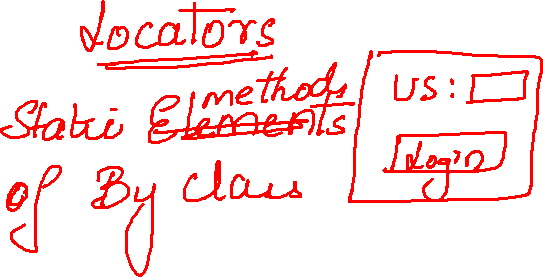 Locators
Static methods
of By class
US:
Login